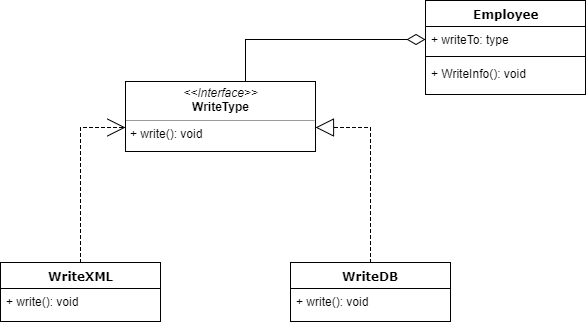 Employee
+ writeTo: type
+ WriteInfo(): void
<<Interface>>
WriteType
+ write(): void
WriteXML
+ write(): void
WriteDB
+ write(): void